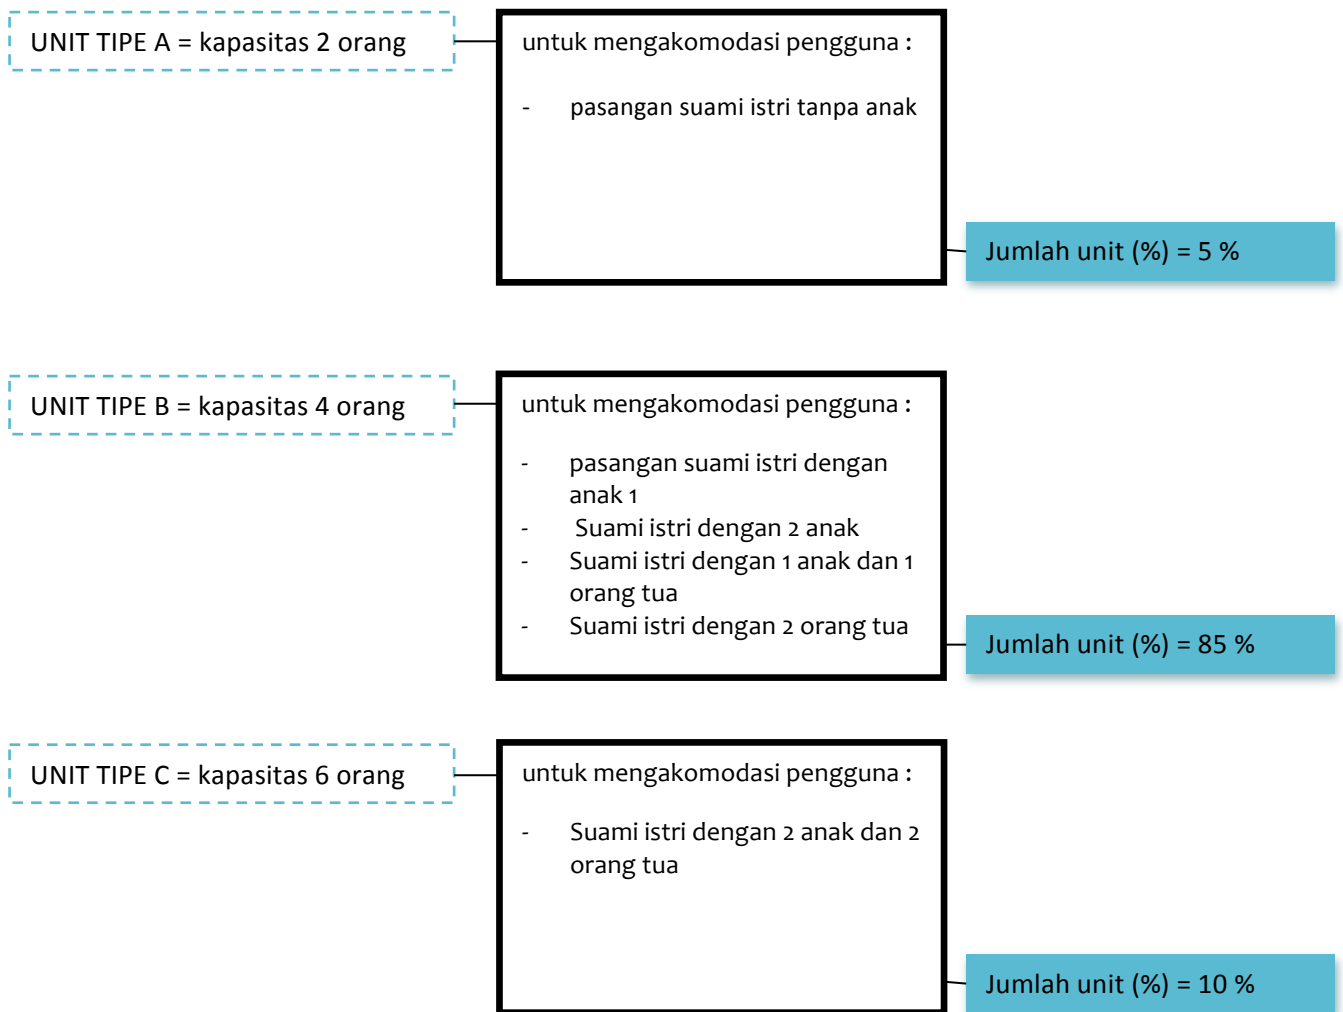 UNIT TIPE A = kapasitas 2 orang
untuk mengakomodasi pengguna :
- pasangan suami istri tanpa anak
Jumlah unit (%) = 5 %
UNIT TIPE B = kapasitas 4 orang
untuk mengakomodasi pengguna :
- pasangan suami istri dengan
anak 1
- Suami istri dengan 2 anak
- Suami istri dengan 1 anak dan 1
orang tua
- Suami istri dengan 2 orang tua
Jumlah unit (%) = 85 %
UNIT TIPE C = kapasitas 6 orang
untuk mengakomodasi pengguna :
- Suami istri dengan 2 anak dan 2
orang tua
Jumlah unit (%) = 10 %